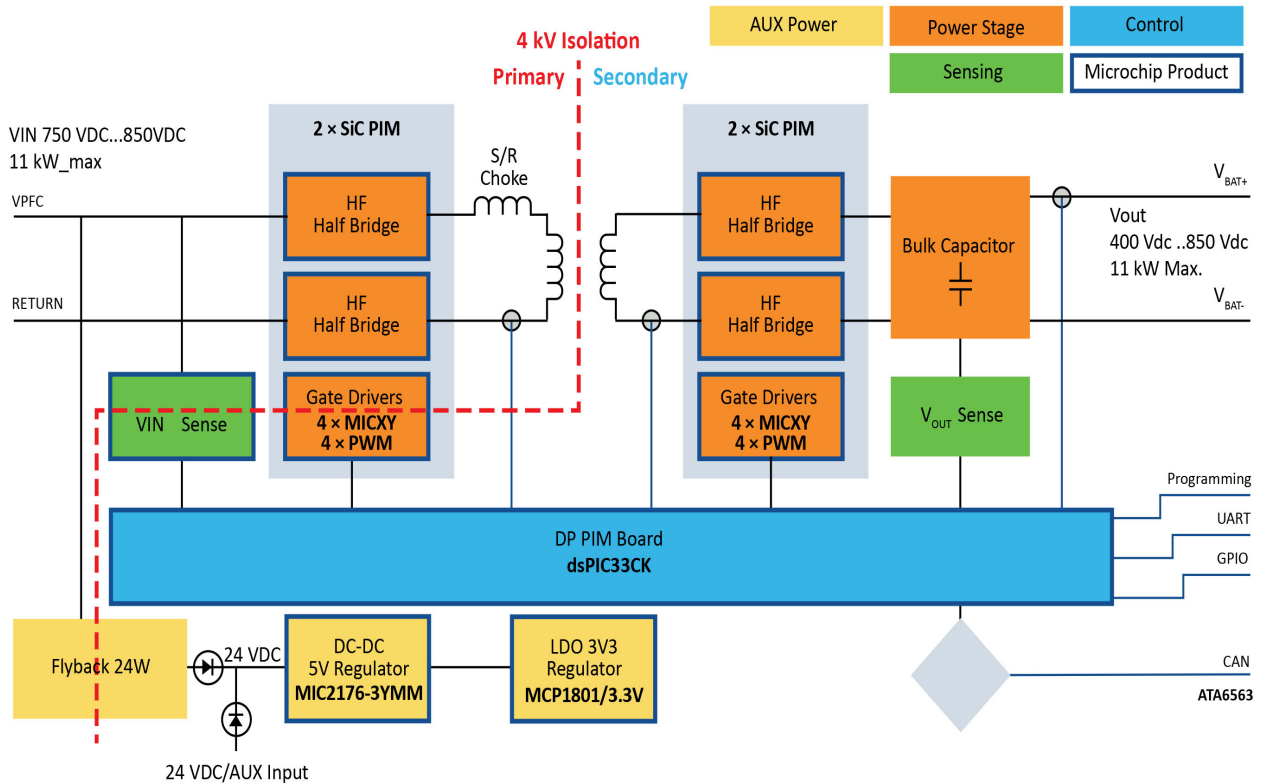 AUX Power
Power Stage
Control
Sensing
Microchip Product
4 kV Isolation
Primary
Secondary
VIN 750 VDC...850VDC
11 kW_max
VPFC
RETURN
2 × SiC PIM
HF
Half Bridge
HF
Half Bridge
Gate Drivers
4 × MICXY
4 × PWM
S/R
Choke
2 × SiC PIM
HF
Half Bridge
HF
Half Bridge
Gate Drivers
4 × MICXY
4 × PWM
Bulk Capacitor
VBAT+
Vout
400 Vdc ..850 Vdc
11 kW Max.
VBAT-
VIN Sense
VOUT Sense
DP PIM Board
dsPIC33CK
Programming
UART
GPIO
Flyback 24W
24 VDC
DC-DC
5V Regulator
MIC2176-3YMM
LDO 3V3
Regulator
MCP1801/3.3V
CAN
ATA6563
24 VDC/AUX Input